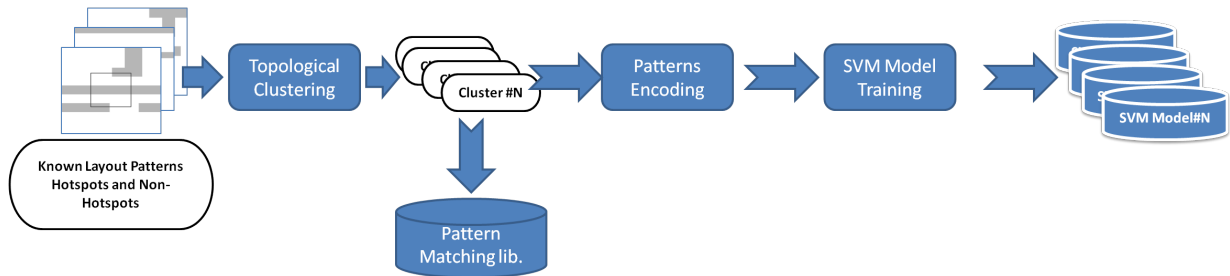 Known Layout Patterns
Hotspots and Non-
Hotspots
Topological
Clustering
Cluster #N
Pattern
Matching lib.
Patterns
Encoding
SVM Model
Training
SVM Model#N